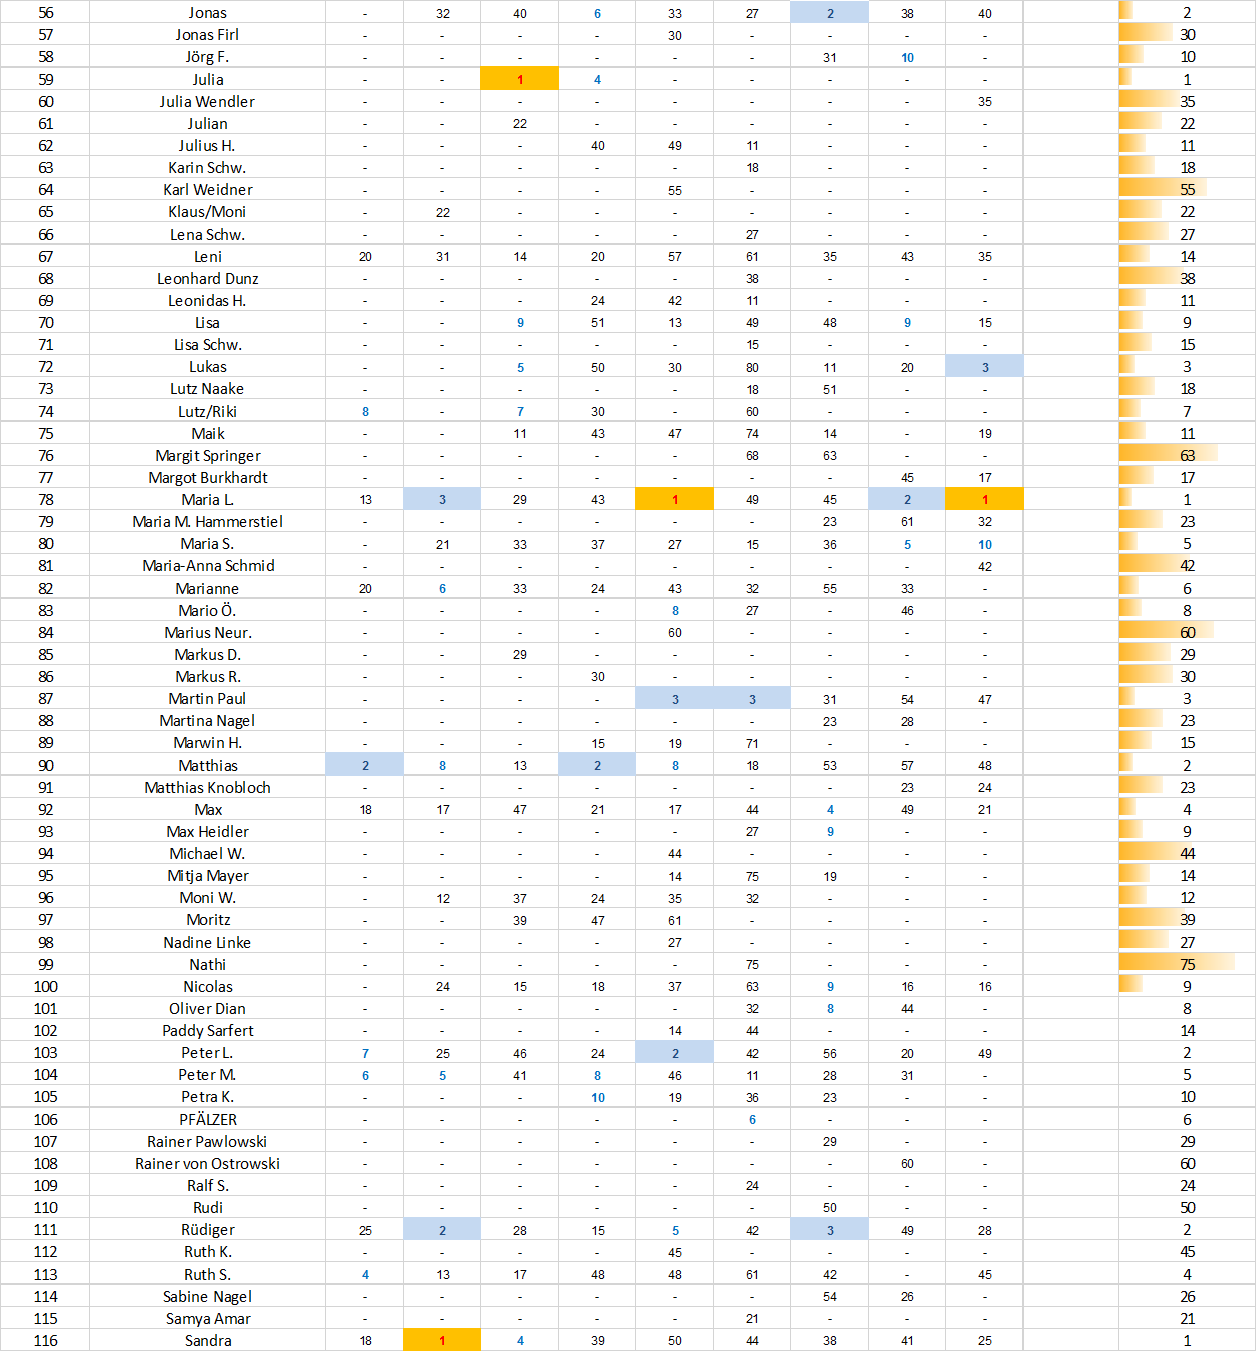 56 Jonas - 32 40 6 33 27 2 38 40 2
57 Jonas Firl - - - - 30 - - - - 30
58 Jörg F. - - - - - - 31 10 - 10
59 Julia - - 1 4 - - - - - 1
60 Julia Wendler - - - - - - - - 35 35
61 Julian - - 22 - - - - - - 22
62 Julius H. - - - 40 49 11 - - - 11
63 Karin Schw. - - - - - 18 - - - 18
64 Karl Weidner - - - - 55 - - - - 55
65 Klaus/Moni - 22 - - - - - - - 22
66 Lena Schw. - - - - - 27 - - - 27
67 Leni 20 31 14 20 57 61 35 43 35 14
68 Leonhard Dunz - - - - - 38 - - - 38
69 Leonidas H. - - - 24 42 11 - - - 11
70 Lisa - - 9 51 13 49 48 9 15 9
71 Lisa Schw. - - - - - 15 - - - 15
72 Lukas - - 5 50 30 80 11 20 3 3
73 Lutz Naake - - - - - 18 51 - - 18
74 Lutz/Riki 8 - 7 30 - 60 - - - 7
75 Maik - - 11 43 47 74 14 - 19 11
76 Margit Springer - - - - - 68 63 - - 63
77 Margot Burkhardt - - - - - - - 45 17 17
78 Maria L. 13 3 29 43 1 49 45 2 1 1
79 Maria M. Hammerstiel - - - - - - 23 61 32 23
80 Maria S. - 21 33 37 27 15 36 5 10 5
81 Maria-Anna Schmid - - - - - - - - 42 42
82 Marianne 20 6 33 24 43 32 55 33 - 6
83 Mario Ö. - - - - 8 27 - 46 - 8
84 Marius Neur. - - - - 60 - - - - 60
85 Markus D. - - 29 - - - - - - 29
86 Markus R. - - - 30 - - - - - 30
87 Martin Paul - - - - 3 3 31 54 47 3
88 Martina Nagel - - - - - - 23 28 - 23
89 Marwin H. - - - 15 19 71 - - - 15
90 Matthias 2 8 13 2 8 18 53 57 48 2
91 Matthias Knobloch - - - - - - - 23 24 23
92 Max 18 17 47 21 17 44 4 49 21 4
93 Max Heidler - - - - - 27 9 - - 9
94 Michael W. - - - - 44 - - - - 44
95 Mitja Mayer - - - - 14 75 19 - - 14
96 Moni W. - 12 37 24 35 32 - - - 12
97 Moritz - - 39 47 61 - - - - 39
98 Nadine Linke - - - - 27 - - - - 27
99 Nathi - - - - - 75 - - - 75
100 Nicolas - 24 15 18 37 63 9 16 16 9
101 Oliver Dian - - - - - 32 8 44 - 8
102 Paddy Sarfert - - - - 14 44 - - - 14
103 Peter L. 7 25 46 24 2 42 56 20 49 2
104 Peter M. 6 5 41 8 46 11 28 31 - 5
105 Petra K. - - - 10 19 36 23 - - 10
106 PFÄLZER - - - - - 6 - - - 6
107 Rainer Pawlowski - - - - - - 29 - - 29
108 Rainer von Ostrowski - - - - - - - 60 - 60
109 Ralf S. - - - - - 24 - - - 24
110 Rudi - - - - - - 50 - - 50
111 Rüdiger 25 2 28 15 5 42 3 49 28 2
112 Ruth K. - - - - 45 - - - - 45
113 Ruth S. 4 13 17 48 48 61 42 - 45 4
114 Sabine Nagel - - - - - - 54 26 - 26
115 Samya Amar - - - - - 21 - - - 21
116 Sandra 18 1 4 39 50 44 38 41 25 1